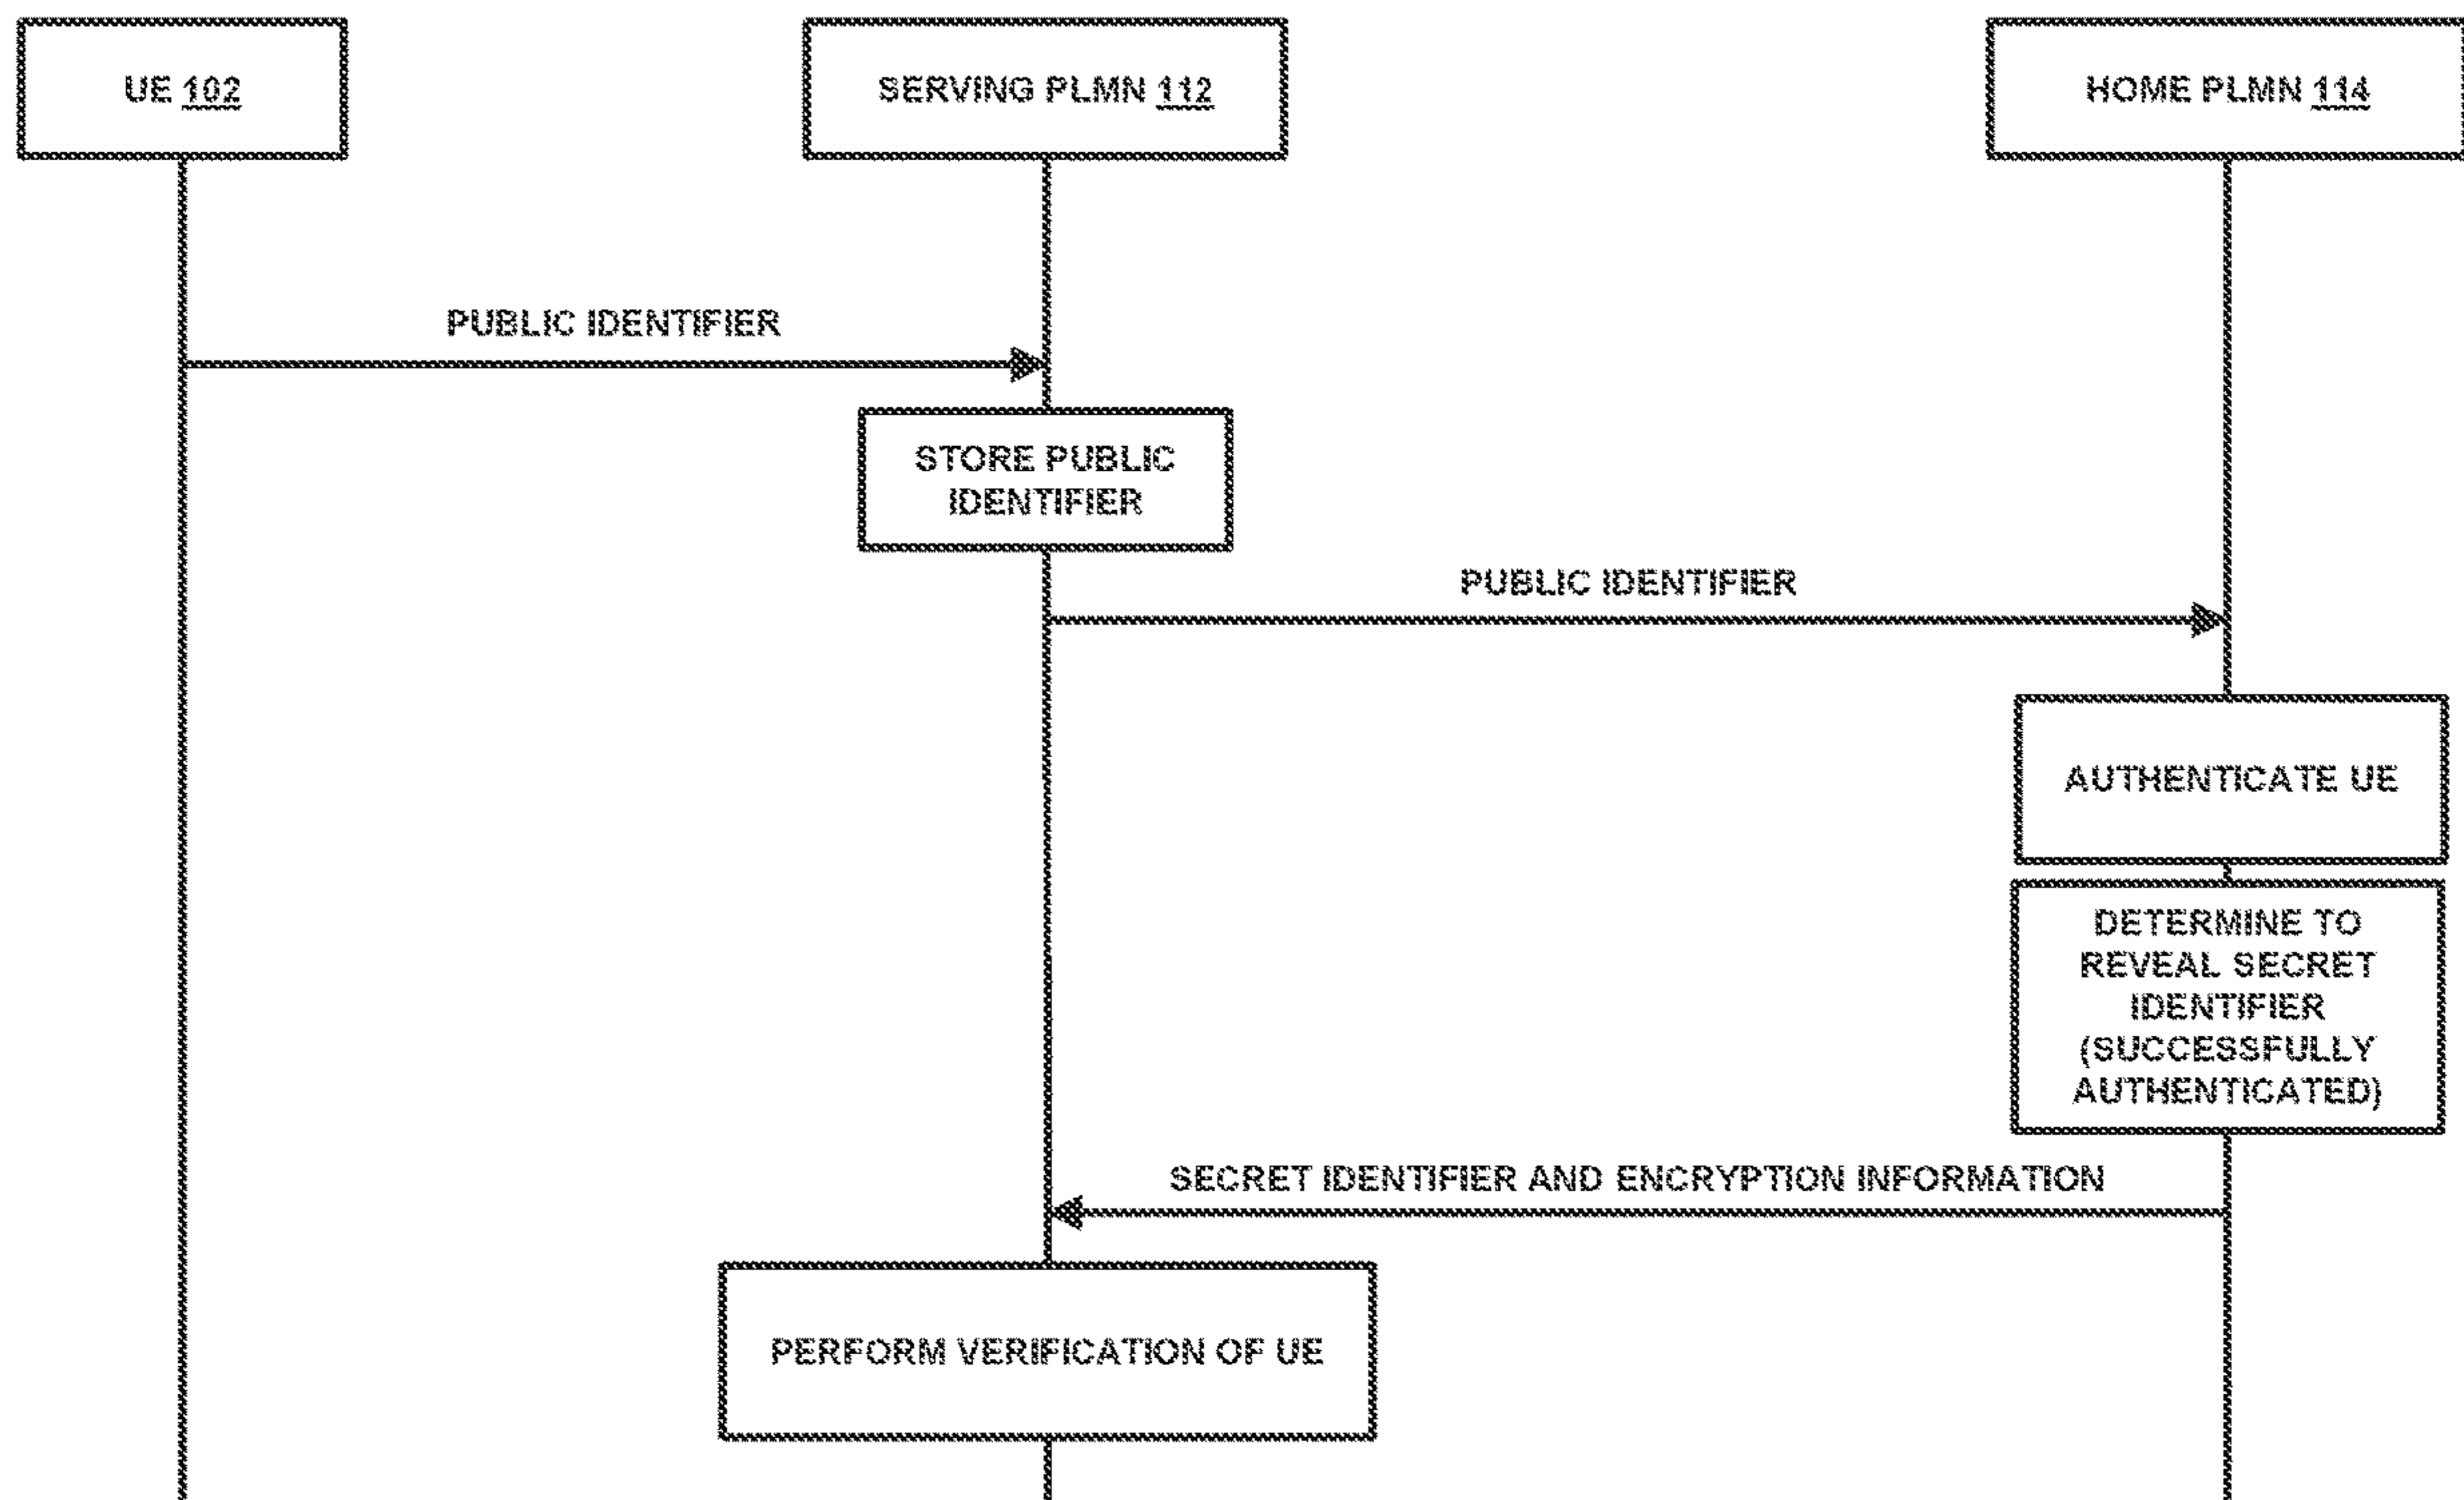 UE 102
SERVING PLMN 112
HOME PLMN 114
PUBLIC IDENTIFIER
STORE PUBLIC
IDENTIFIER
PUBLIC IDENTIFIER
AUTHENTICATE UE
DETERMINE TO
REVEAL SECRET
IDENTIFIER
(SUCCESSFULLY
AUTHENTICATED)
SECRET IDENTIFIER AND ENCRYPTION INFORMATION
PERFORM VERIFICATION OF UE